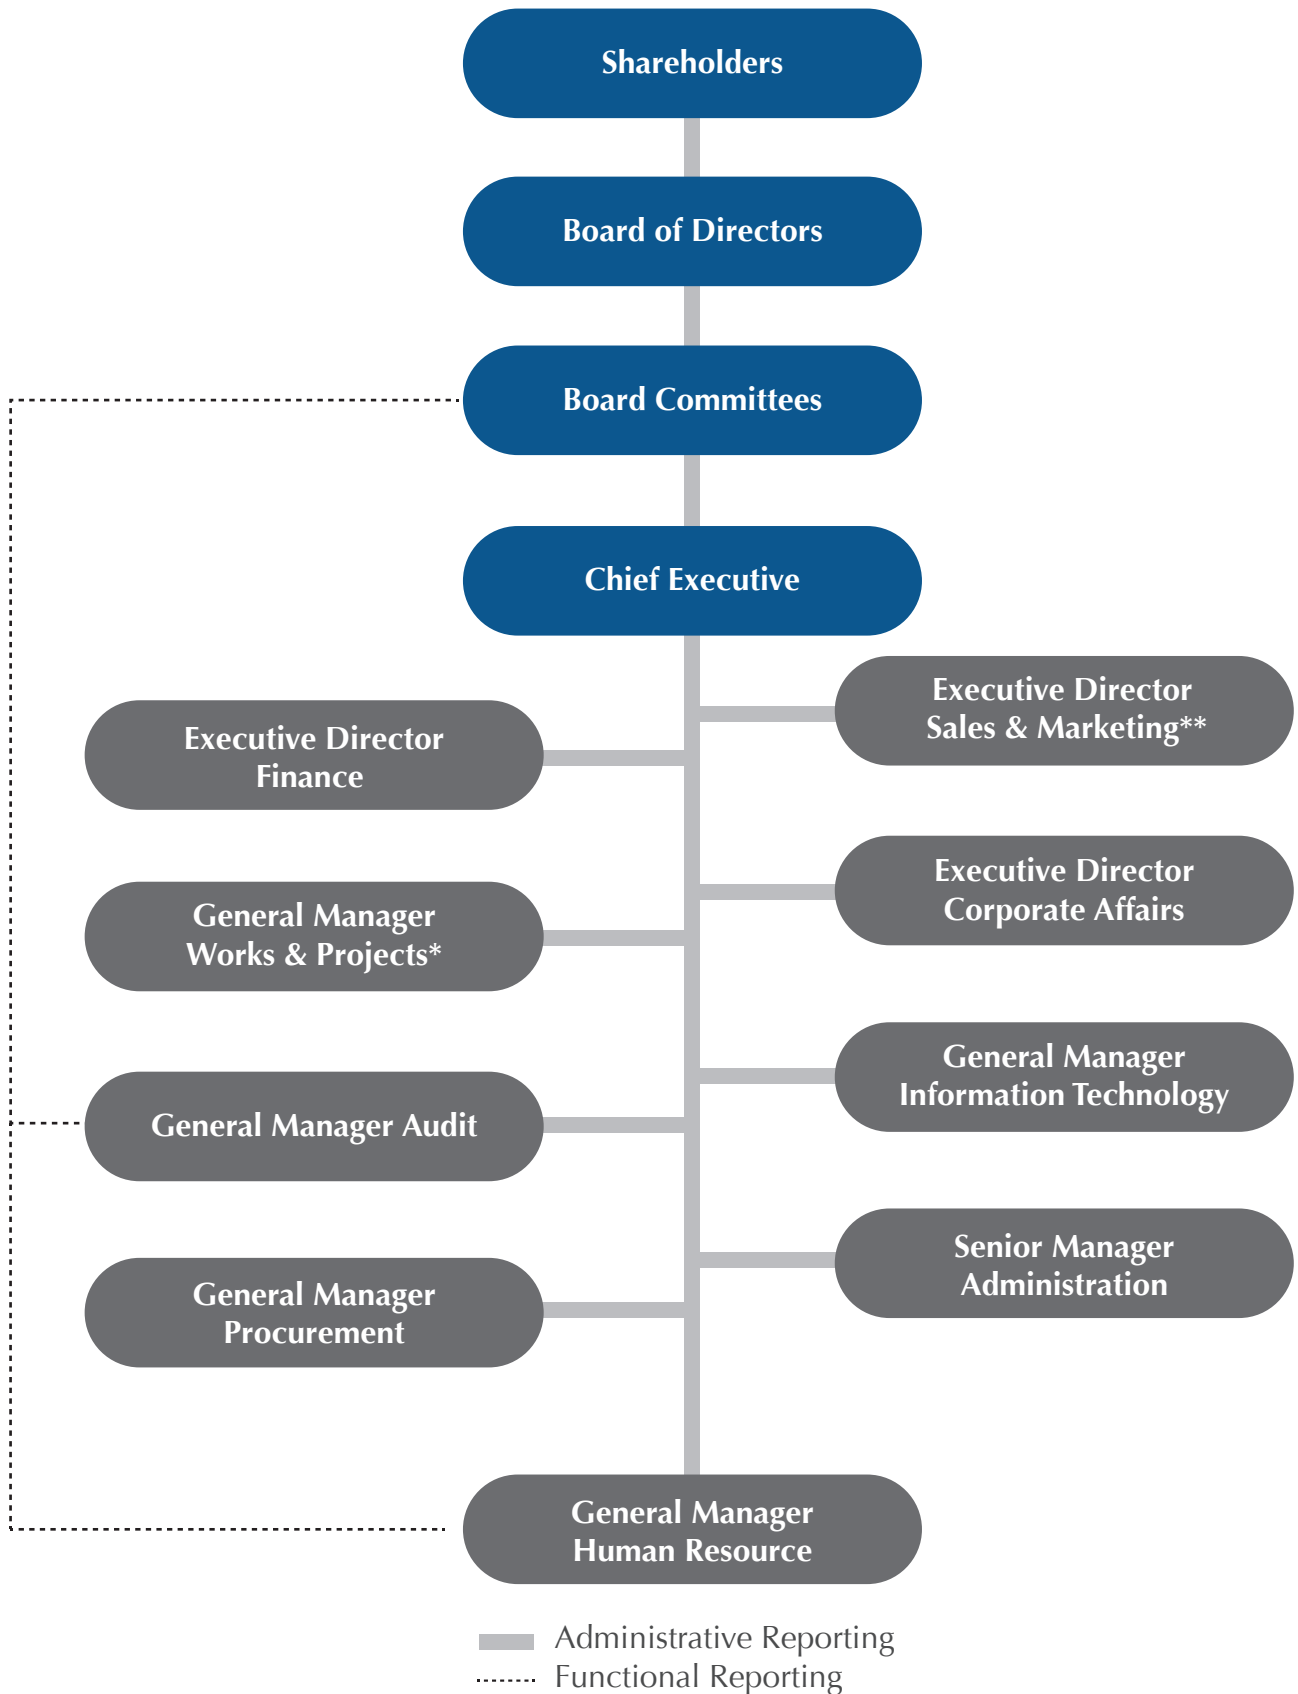 Shareholders
Board of Directors
Board Committees
Chief Executive
Executive Director
Sales & Marketing**
Executive Director
Finance
Executive Director
Corporate Affairs
General Manager
Works & Projects*
General Manager
Information Technology
General Manager Audit
Senior Manager
Administration
General Manager
Procurement
General Manager
Human Resource
Administrative Reporting
Functional Reporting